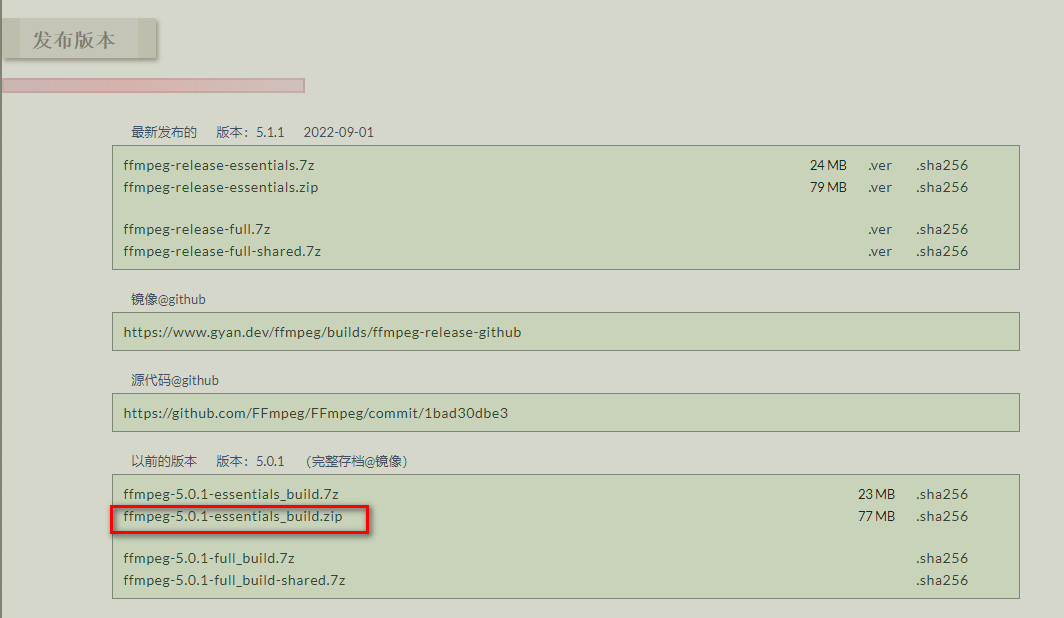 发布版本
最新发布的 版本：5.1.1 2022-09-01
ffmpeg-release-essentials.7z 24 MB .ver .sha256
ffmpeg-release-essentials.zip 79 MB .ver .sha256
ffmpeg-release-full.7z .ver .sha256
ffmpeg-release-full-shared.7z .ver .sha256
镜像@github
https://www.gyan.dev/ffmpeg/builds/ffmpeg-release-github
源代码@github
https://github.com/FFmpeg/FFmpeg/commit/1bad30dbe3
以前的版本 版本：5.0.1 （完整存档@镜像）
ffmpeg-5.0.1-essentials_build.7z 23 MB .sha256
ffmpeg-5.0.1-essentials_build.zip 77 MB .sha256
ffmpeg-5.0.1-full_build.7z .sha256
ffmpeg-5.0.1-full_build-shared.7z .sha256